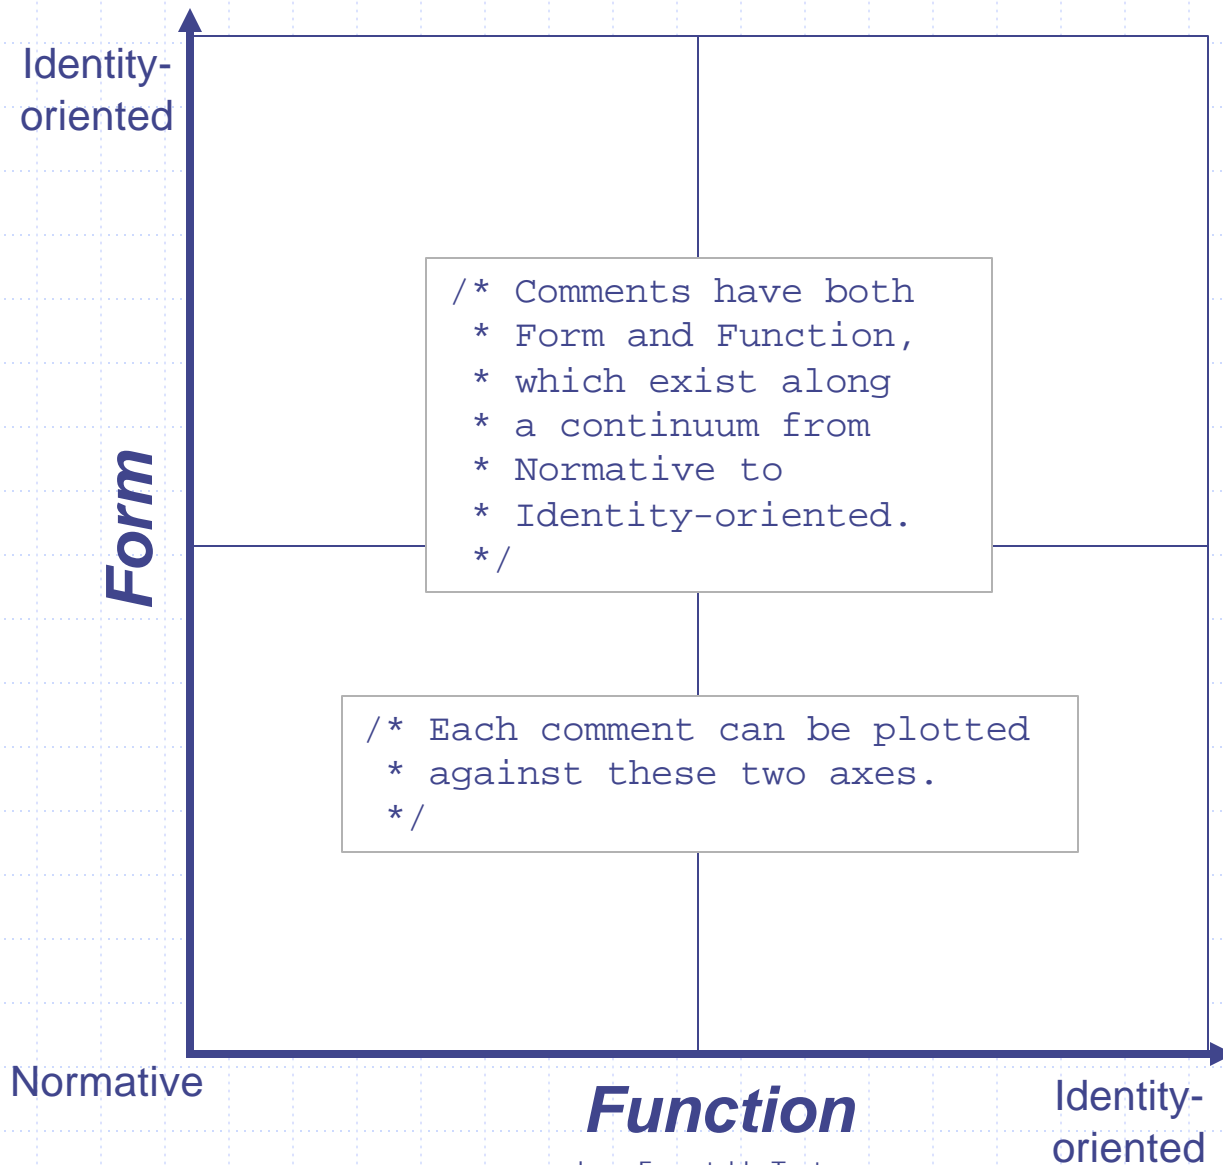 Identity-
oriented
/* Comments have both
* Form and Function,
* which exist along
* a continuum from
* Normative to
* Identity-oriented.
*/
Form
/* Each comment can be plotted
* against these two axes.
*/
Normative
Function
Identity-
oriented